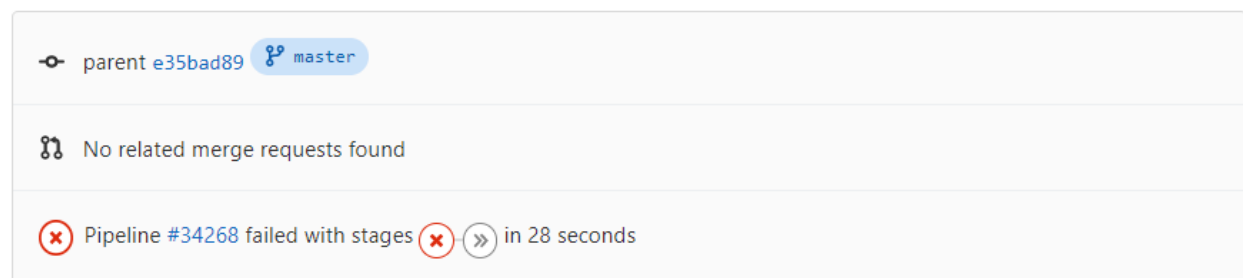 parent e35bad89 master
No related merge requests found
Pipeline #34268 failed with stages in 28 seconds